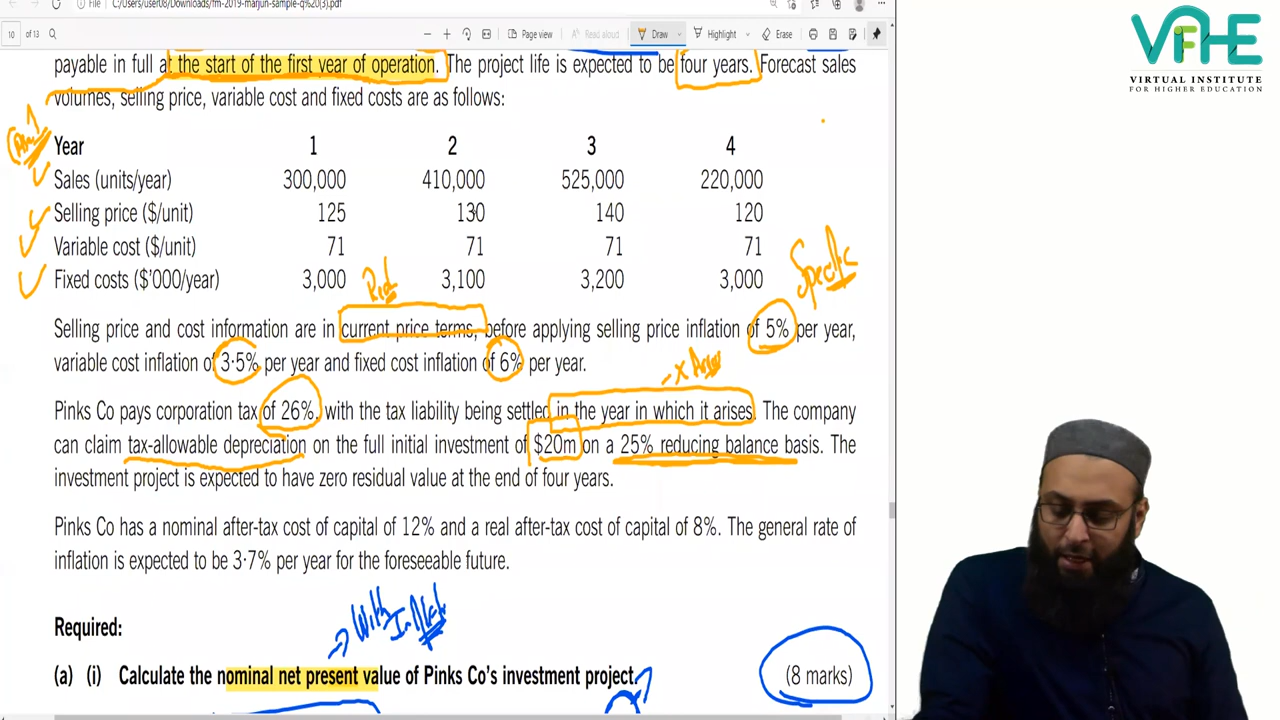 File
C:/Users/user08/Downloads/fm-2019-marjun-sample-q%20(3).pdf
10 of 13
Page view
Read aloud
Draw
Highlight
Erase
VIHE
VIRTUAL INSTITUTE
FOR HIGHER EDUCATION
payable in full at the start of the first year of operation. The project life is expected to be four years. Forecast sales
volumes, selling price, variable cost and fixed costs are as follows:
Year 1 2 3 4
Sales (units/year) 300,000 410,000 525,000 220,000
Selling price ($/unit) 125 130 140 120
Variable cost ($/unit) 71 71 71 71
Fixed costs ($'000/year) 3,000 3,100 3,200 3,000
Specific
Selling price and cost information are in current price terms, before applying selling price inflation of 5% per year,
variable cost inflation of 3·5% per year and fixed cost inflation of 6% per year.
Pinks Co pays corporation tax of 26%, with the tax liability being settled in the year in which it arises. The company
can claim tax-allowable depreciation on the full initial investment of $20m on a 25% reducing balance basis. The
investment project is expected to have zero residual value at the end of four years.
Pinks Co has a nominal after-tax cost of capital of 12% and a real after-tax cost of capital of 8%. The general rate of
inflation is expected to be 3·7% per year for the foreseeable future.
With
Required:
(a) (i) Calculate the nominal net present value of Pinks Co's investment project. (8 marks)